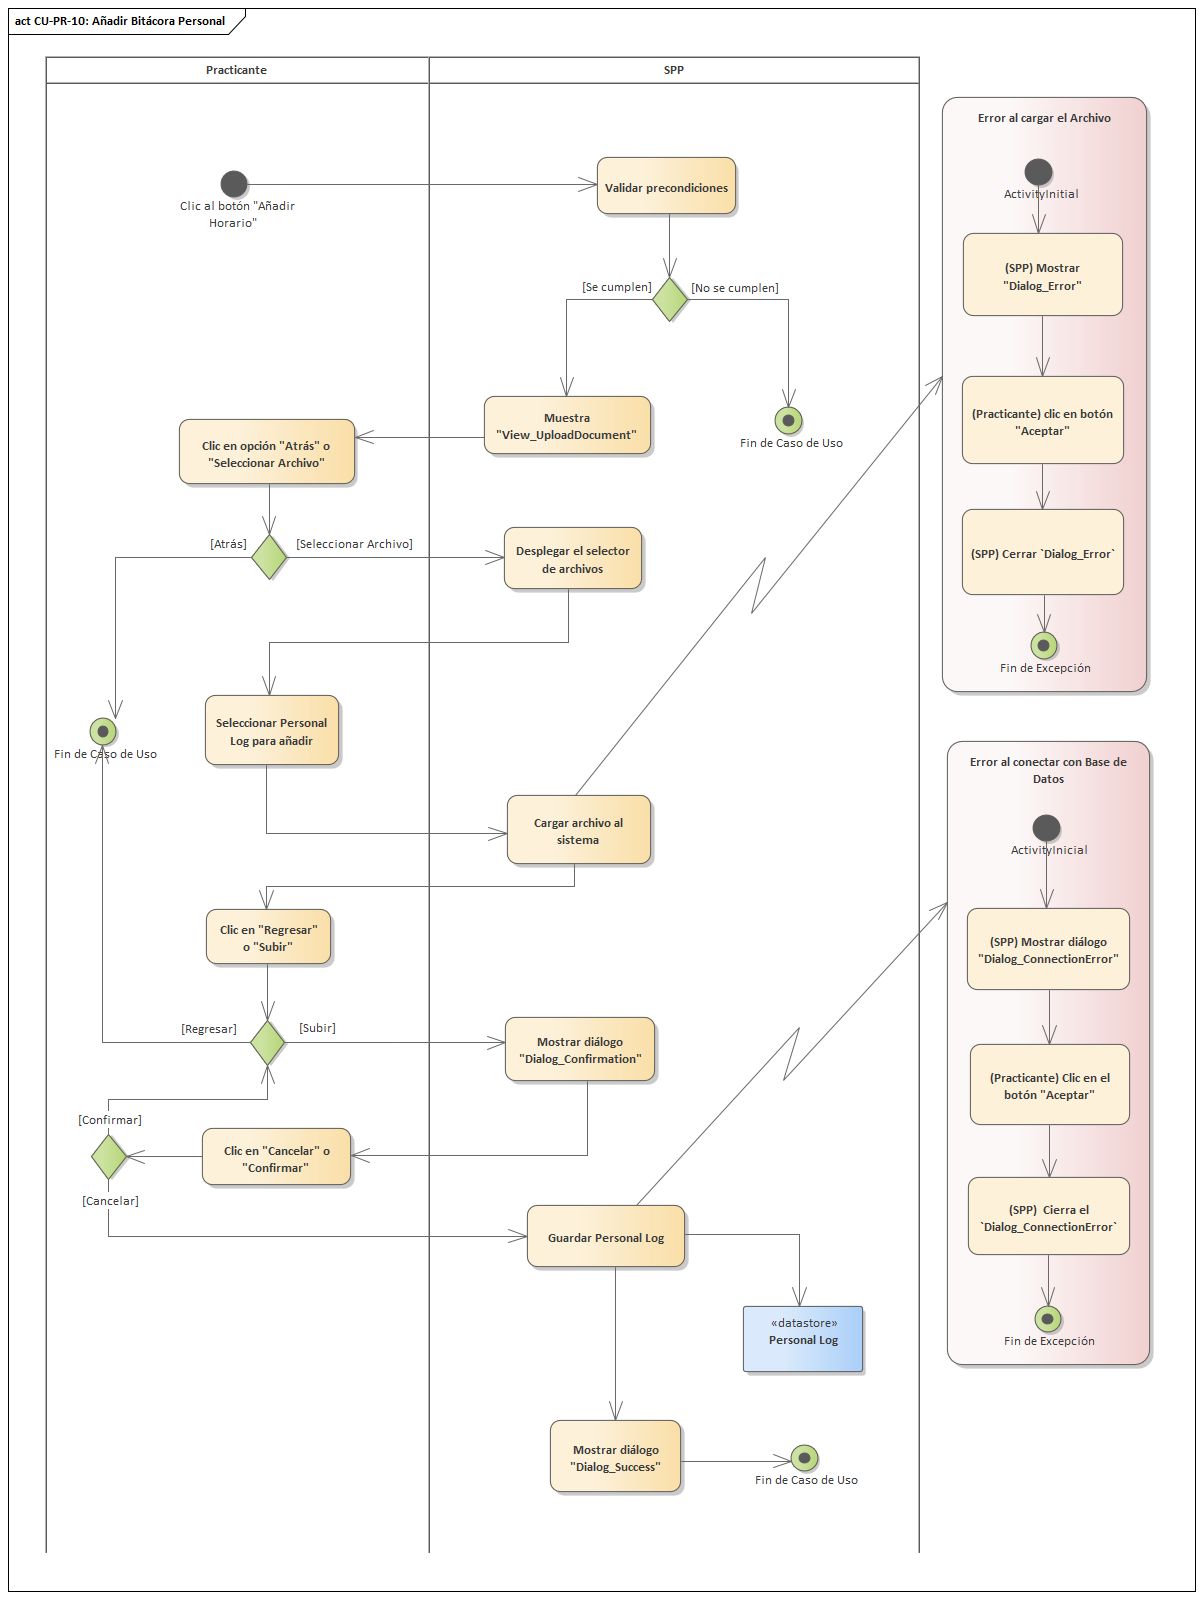 act CU-PR-10: Añadir Bitácora Personal
Practicante
SPP
Clic al botón "Añadir
Horario"
Validar precondiciones
[Se cumplen]
[No se cumplen]
Muestra
"View_UploadDocument"
Fin de Caso de Uso
Clic en opción "Atrás" o
"Seleccionar Archivo"
[Atrás]
[Seleccionar Archivo]
Desplegar el selector
de archivos
Seleccionar Personal
Log para añadir
Fin de Caso de Uso
Cargar archivo al
sistema
Clic en "Regresar"
o "Subir"
[Regresar]
[Subir]
Mostrar diálogo
"Dialog_Confirmation"
[Confirmar]
Clic en "Cancelar" o
"Confirmar"
[Cancelar]
Guardar Personal Log
«datastore»
Personal Log
Mostrar diálogo
"Dialog_Success"
Fin de Caso de Uso
Error al cargar el Archivo
ActivityInitial
(SPP) Mostrar
"Dialog_Error"
(Practicante) clic en botón
"Aceptar"
(SPP) Cerrar `Dialog_Error`
Fin de Excepción
Error al conectar con Base de
Datos
ActivityInicial
(SPP) Mostrar diálogo
"Dialog_ConnectionError"
(Practicante) Clic en el
botón "Aceptar"
(SPP)  Cierra el
`Dialog_ConnectionError`
Fin de Excepción